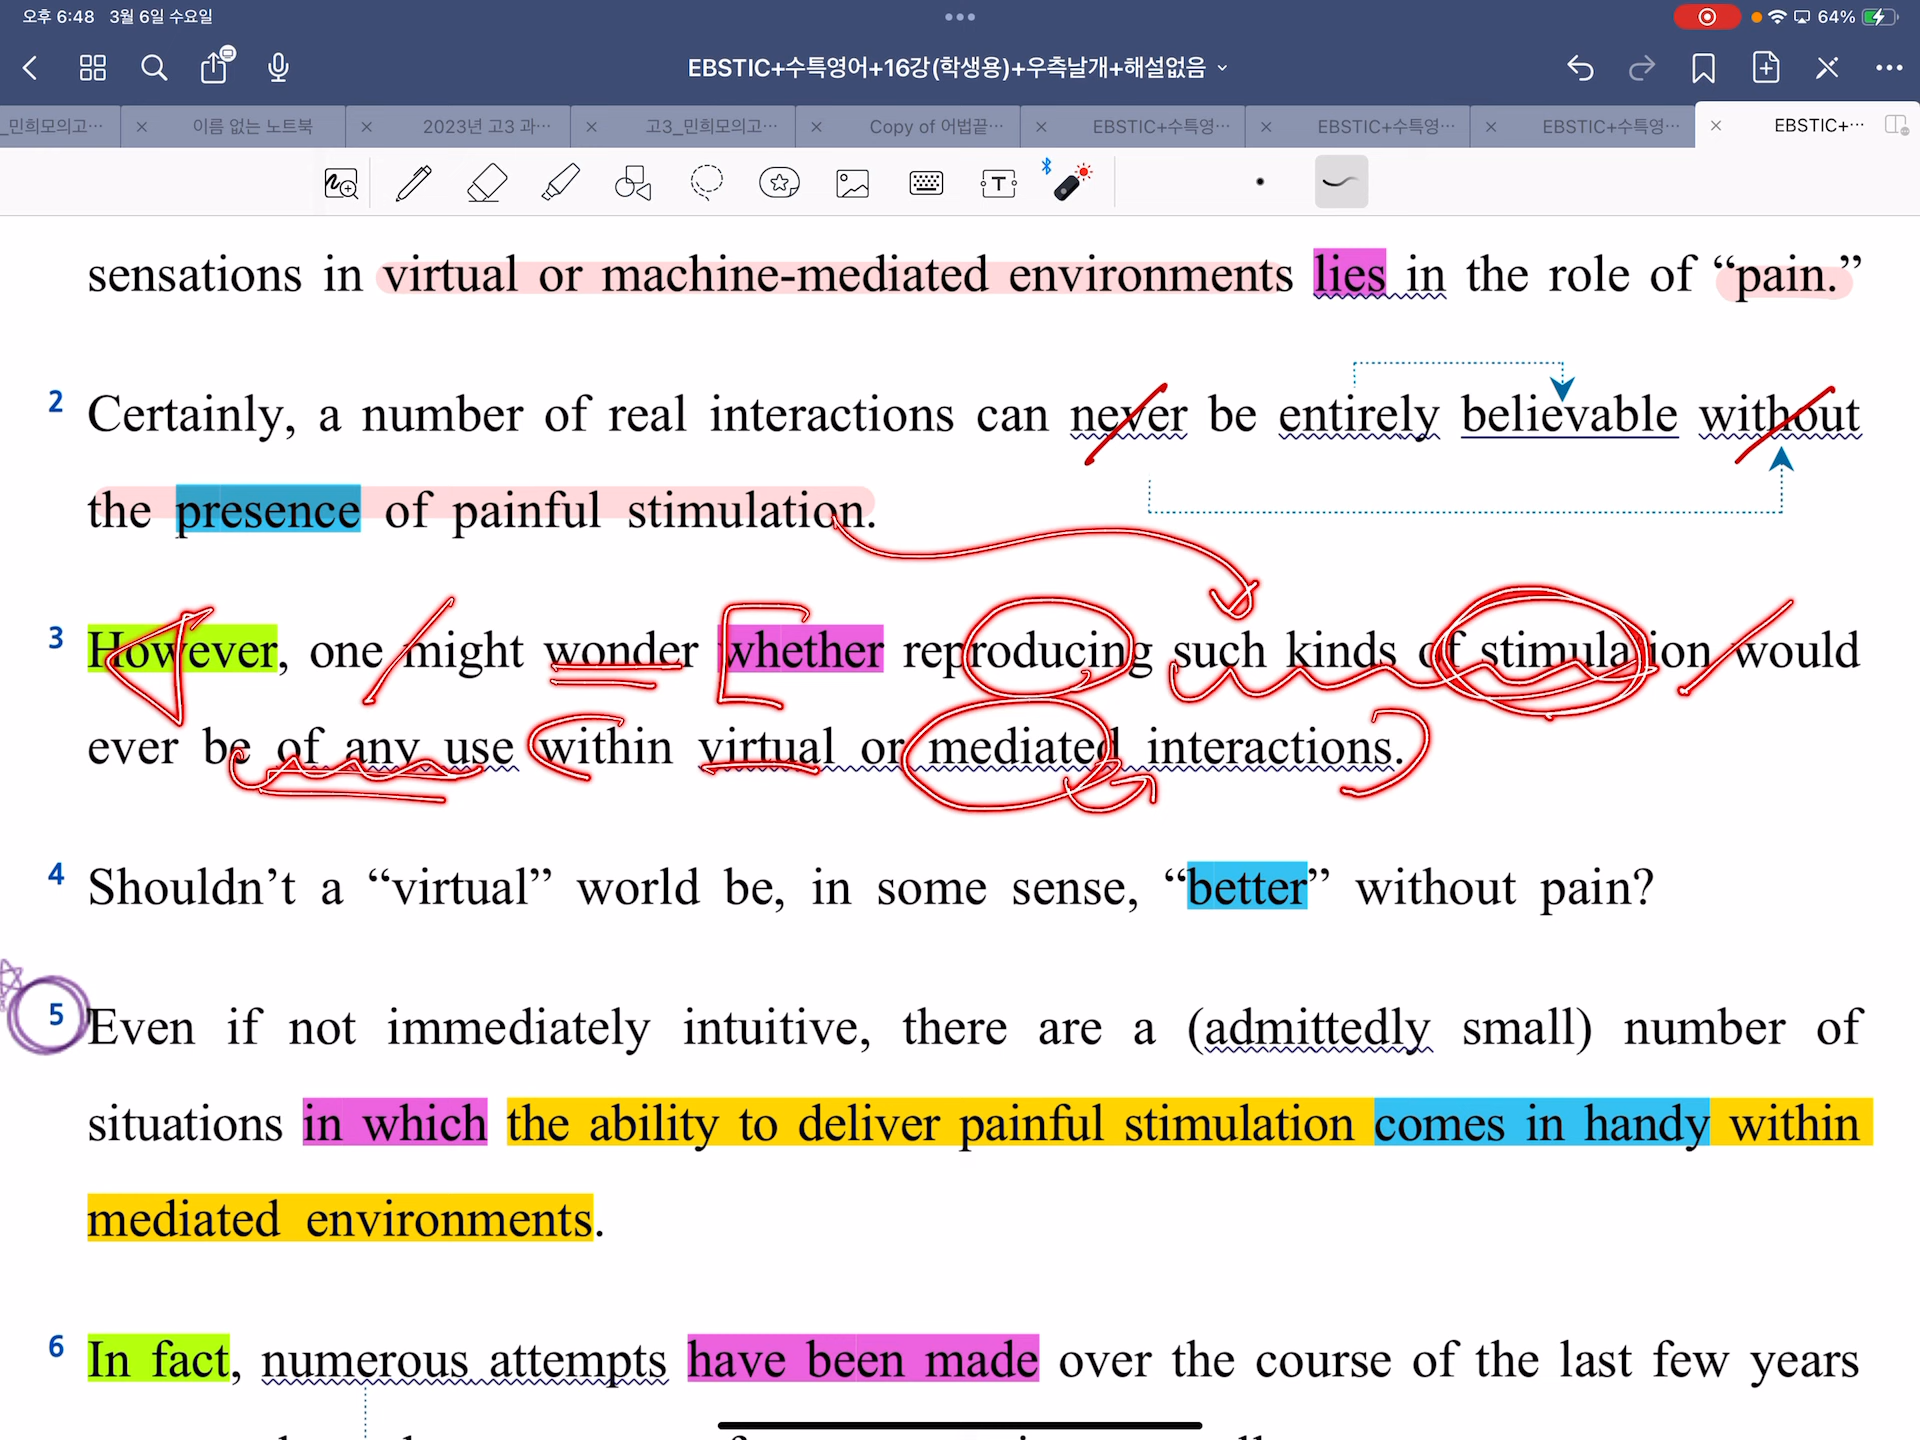 오후 6:48 3월 6일 수요일
64%
EBSTIC+수특영어+16강(학생용)+우측날개+해설없음
_민희모의고···
이름 없는 노트북
2023년 고3 과···
고3_민희모의고···
Copy of 어법끝···
EBSTIC+수특영···
EBSTIC+수특영···
EBSTIC+수특영···
EBSTIC+···
sensations in virtual or machine-mediated environments lies in the role of “pain.”
2 Certainly, a number of real interactions can never be entirely believable without
the presence of painful stimulation.
3 However, one might wonder whether reproducing such kinds of stimulation would
ever be of any use within virtual or mediated interactions.
4 Shouldn’t a “virtual” world be, in some sense, “better” without pain?
5 Even if not immediately intuitive, there are a (admittedly small) number of
situations in which the ability to deliver painful stimulation comes in handy within
mediated environments.
6 In fact, numerous attempts have been made over the course of the last few years